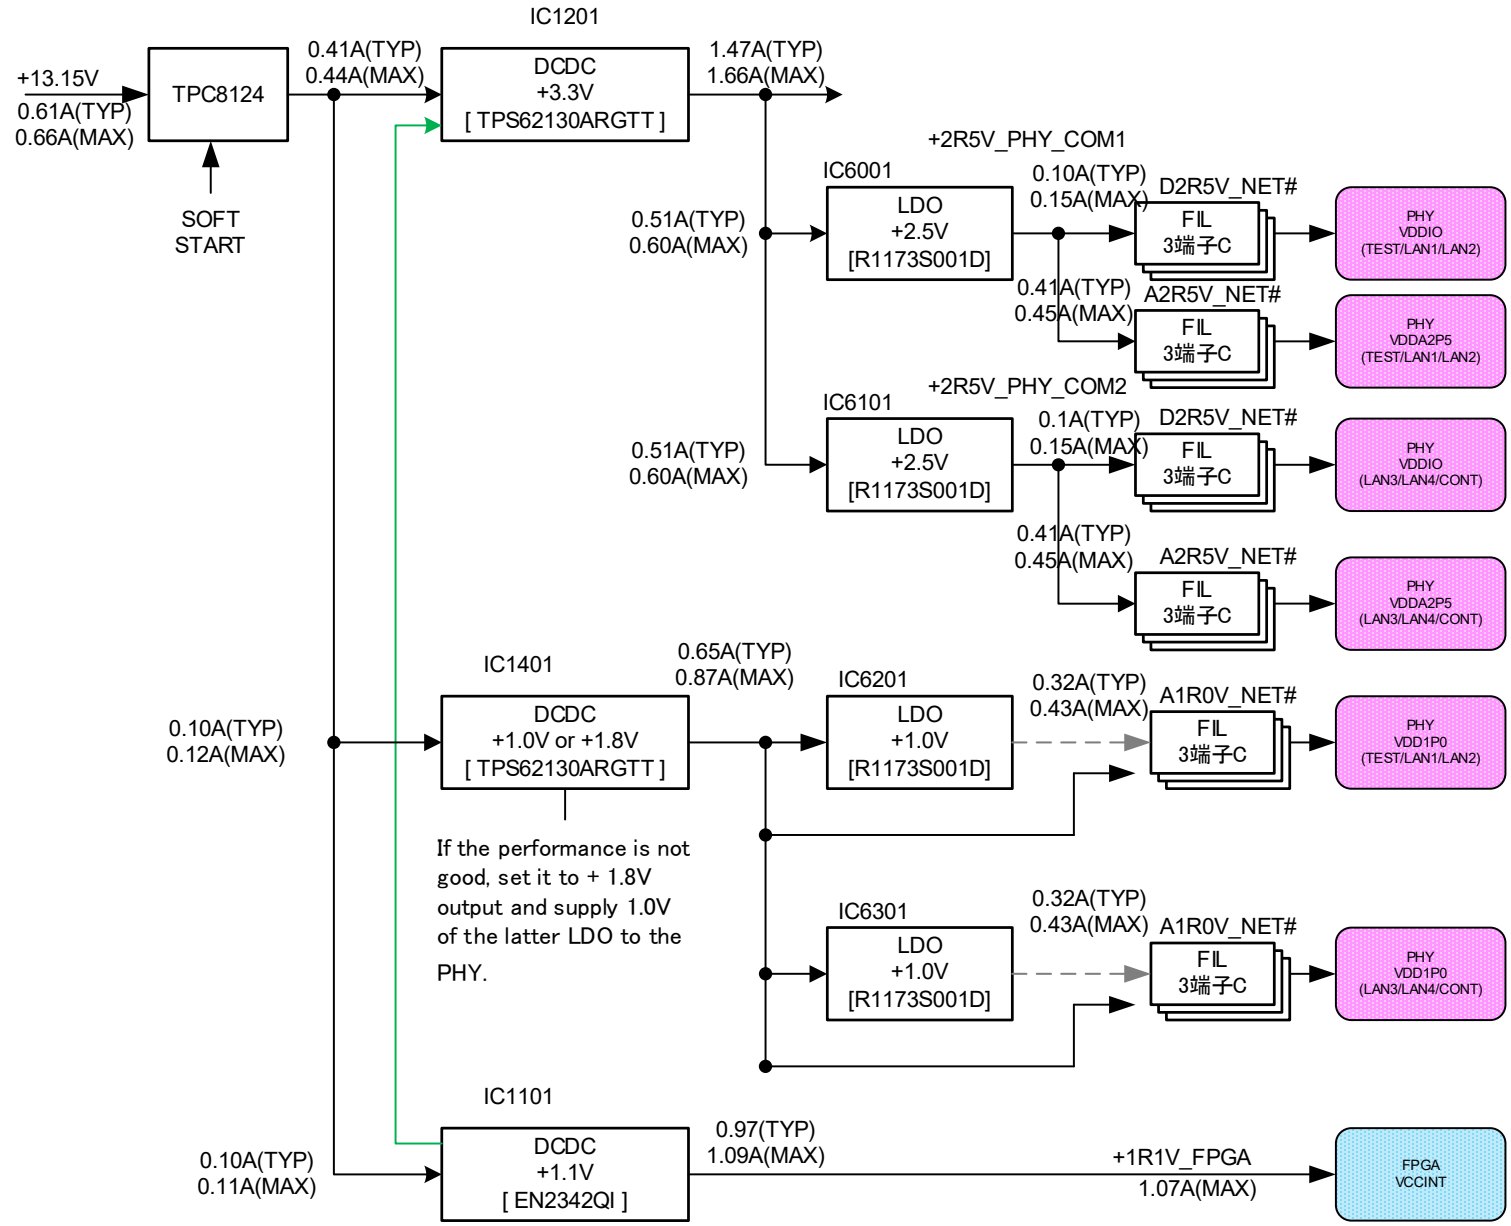 IC1201
+13.15V
0.61A(TYP)
0.66A(MAX)
TPC8124
SOFT
START
0.41A(TYP)
0.44A(MAX)
DCDC
+3.3V
[ TPS62130ARGTT ]
1.47A(TYP)
1.66A(MAX)
+2R5V_PHY_COM1
IC6001
0.51A(TYP)
0.60A(MAX)
LDO
+2.5V
[R1173S001D]
0.10A(TYP)
0.15A(MAX)
D2R5V_NET#
FIL
3端子C
PHY
VDDIO
(TEST/LAN1/LAN2)
0.41A(TYP)
0.45A(MAX)
A2R5V_NET#
FIL
3端子C
PHY
VDDA2P5
(TEST/LAN1/LAN2)
+2R5V_PHY_COM2
IC6101
0.51A(TYP)
0.60A(MAX)
LDO
+2.5V
[R1173S001D]
0.1A(TYP)
0.15A(MAX)
D2R5V_NET#
FIL
3端子C
PHY
VDDIO
(LAN3/LAN4/CONT)
0.41A(TYP)
0.45A(MAX)
A2R5V_NET#
FIL
3端子C
PHY
VDDA2P5
(LAN3/LAN4/CONT)
IC1401
0.10A(TYP)
0.12A(MAX)
DCDC
+1.0V or +1.8V
[ TPS62130ARGTT ]
0.65A(TYP)
0.87A(MAX)
If the performance is not
good, set it to + 1.8V
output and supply 1.0V
of the latter LDO to the
PHY.
IC6201
LDO
+1.0V
[R1173S001D]
0.32A(TYP)
0.43A(MAX)
A1R0V_NET#
FIL
3端子C
PHY
VDD1P0
(TEST/LAN1/LAN2)
IC6301
LDO
+1.0V
[R1173S001D]
0.32A(TYP)
0.43A(MAX)
A1R0V_NET#
FIL
3端子C
PHY
VDD1P0
(LAN3/LAN4/CONT)
IC1101
0.10A(TYP)
0.11A(MAX)
DCDC
+1.1V
[ EN2342QI ]
0.97(TYP)
1.09A(MAX)
+1R1V_FPGA
1.07A(MAX)
FPGA
VCCINT